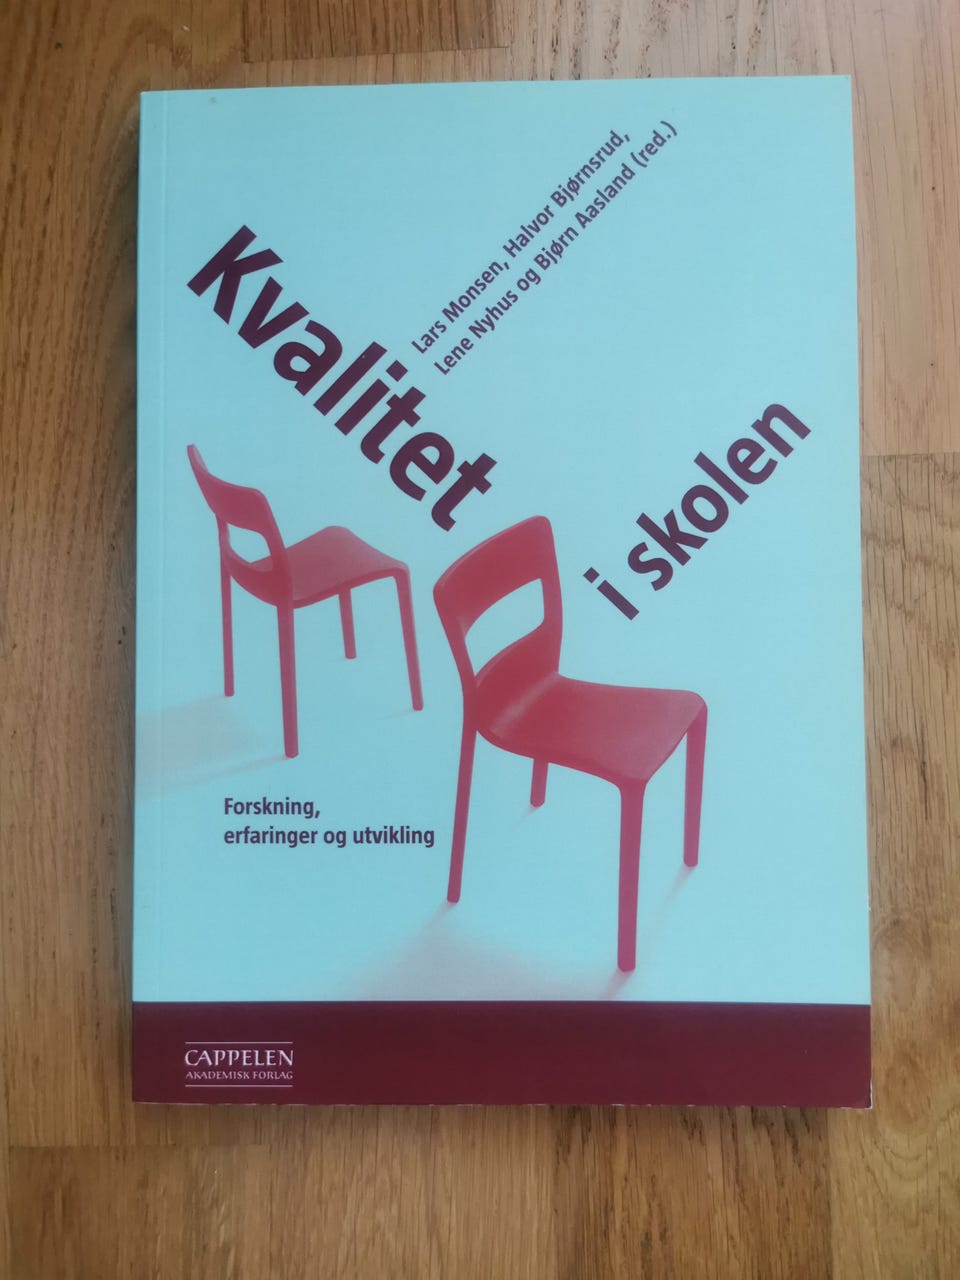 Lars Monsen, Halvor Bjørnsrud,
Lene Nyhus og Bjørn Aasland (red.)
Kvalitet
i skolen
Forskning,
erfaringer og utvikling
CAPPELEN
AKADEMISK FORLAG